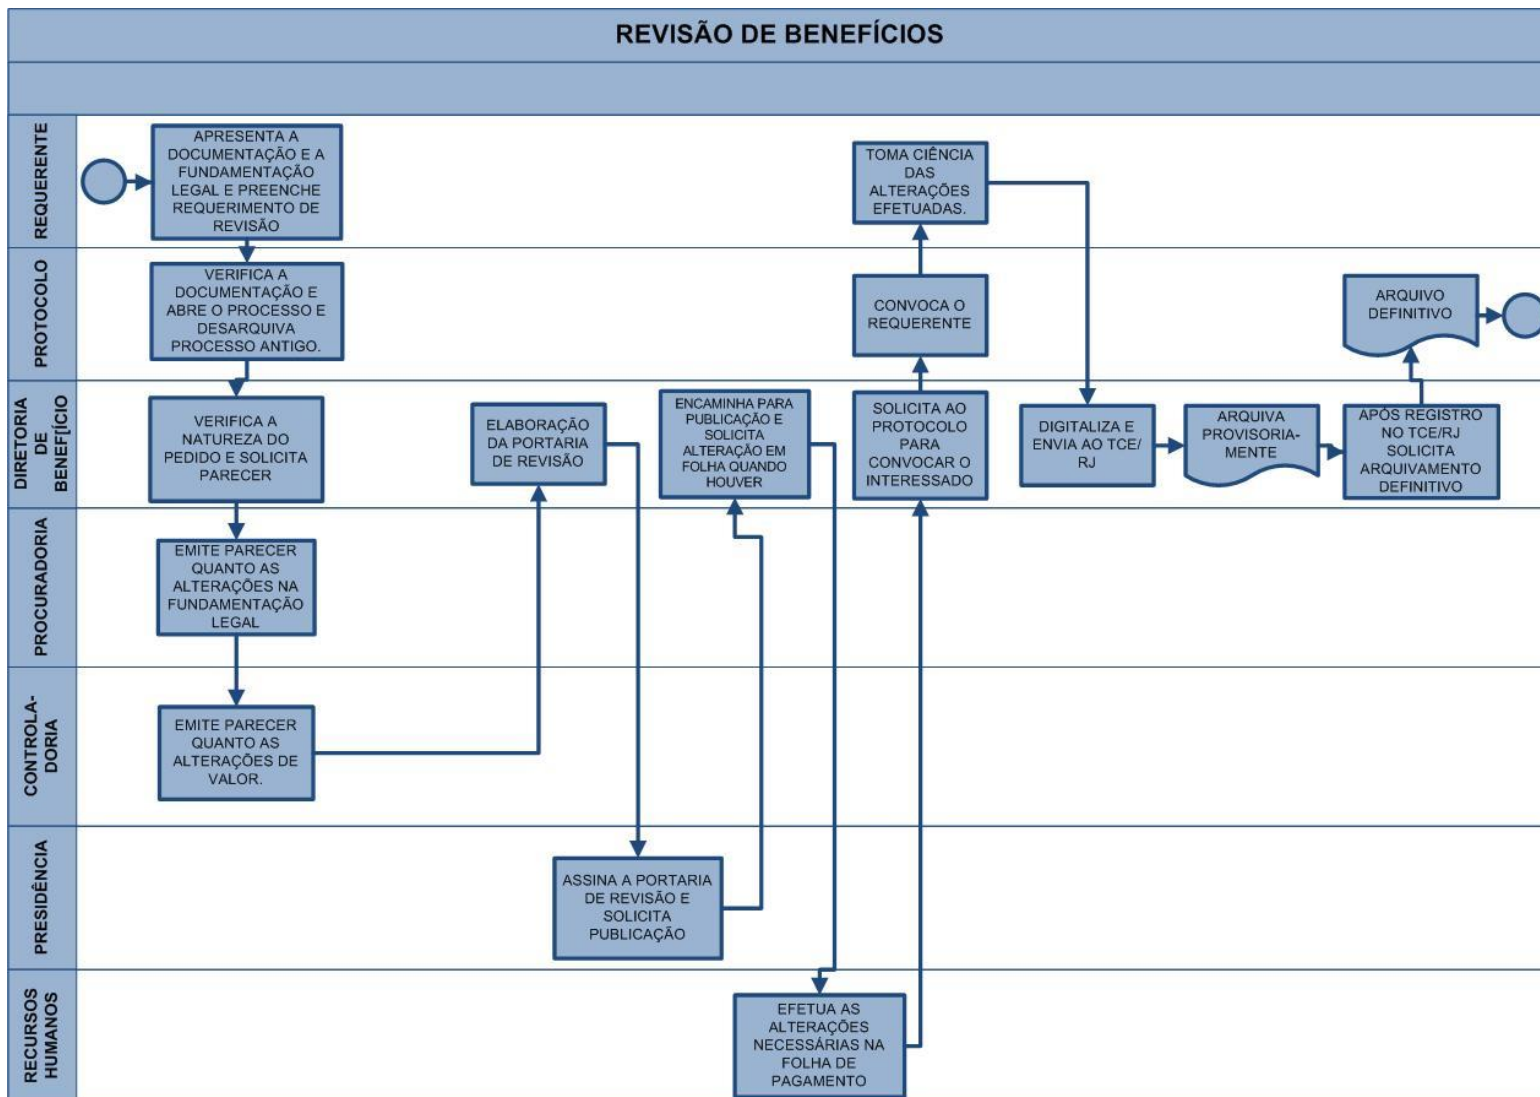 REVISÃO DE BENEFÍCIOS
REQUERENTE
APRESENTA A
DOCUMENTAÇÃO E A
FUNDAMENTAÇÃO
LEGAL E PREENCHE
REQUERIMENTO DE
REVISÃO
TOMA CIÊNCIA
DAS
ALTERAÇÕES
EFETUADAS.
PROTOCOLO
VERIFICA A
DOCUMENTAÇÃO E
ABRE O PROCESSO E
DESARQUIVA
PROCESSO ANTIGO.
CONVOCA O
REQUERENTE
ARQUIVO
DEFINITIVO
DIRETORIA
DE
BENEF[ÍCIO
VERIFICA A
NATUREZA DO
PEDIDO E SOLICITA
PARECER
ELABORAÇÃO
DA PORTARIA
DE REVISÃO
ENCAMINHA PARA
PUBLICAÇÃO E
SOLICITA
ALTERAÇÃO EM
FOLHA QUANDO
HOUVER
SOLICITA AO
PROTOCOLO
PARA
CONVOCAR O
INTERESSADO
DIGITALIZA E
ENVIA AO TCE/
RJ
ARQUIVA
PROVISORIA-
MENTE
APÓS REGISTRO
NO TCE/RJ
SOLICITA
ARQUIVAMENTO
DEFINITIVO
PROCURADORIA
EMITE PARECER
QUANTO AS
ALTERAÇÕES NA
FUNDAMENTAÇÃO
LEGAL
CONTROLA-
DORIA
EMITE PARECER
QUANTO AS
ALTERAÇÕES DE
VALOR.
PRESIDÊNCIA
ASSINA A PORTARIA
DE REVISÃO E
SOLICITA
PUBLICAÇÃO
RECURSOS
HUMANOS
EFETUA AS
ALTERAÇÕES
NECESSÁRIAS NA
FOLHA DE
PAGAMENTO